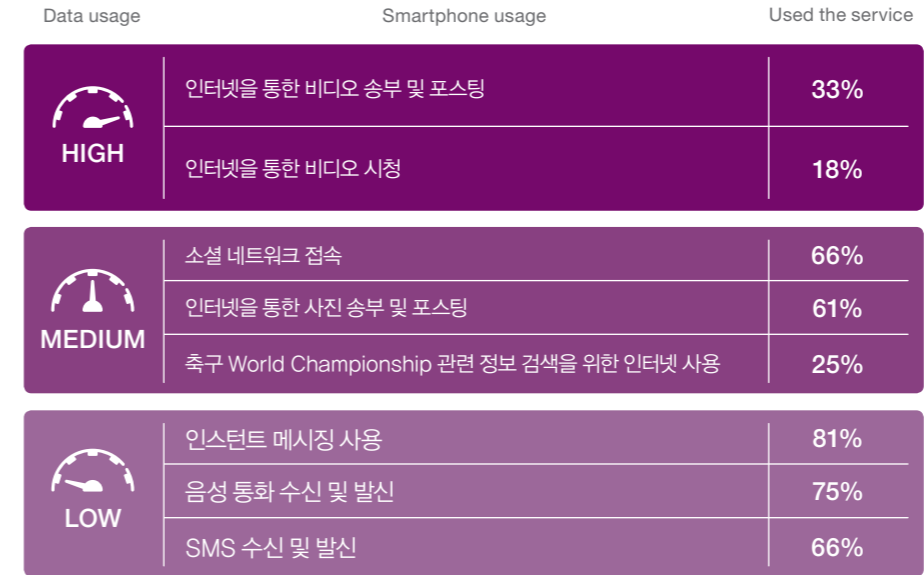 Data usage Smartphone usage Used the service
인터넷을 통한 비디오 송부 및 포스팅 33%
HIGH
인터넷을 통한 비디오 시청 18%
소셜 네트워크 접속 66%
인터넷을 통한 사진 송부 및 포스팅 61%
MEDIUM
축구 World Championship 관련 정보 검색을 위한 인터넷 사용 25%
인스턴트 메시징 사용 81%
음성 통화 수신 및 발신 75%
LOW
SMS 수신 및 발신 66%